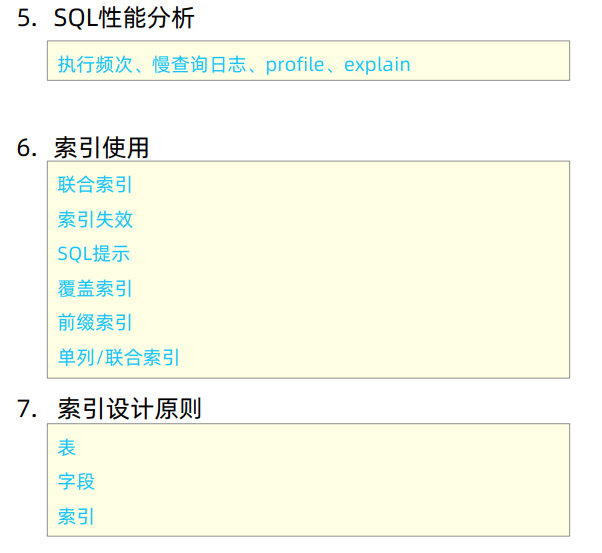 5. SQL性能分析
执行频次、慢查询日志、profile、explain
6. 索引使用
联合索引
索引失效
SQL提示
覆盖索引
前缀索引
单列/联合索引
7. 索引设计原则
表
字段
索引